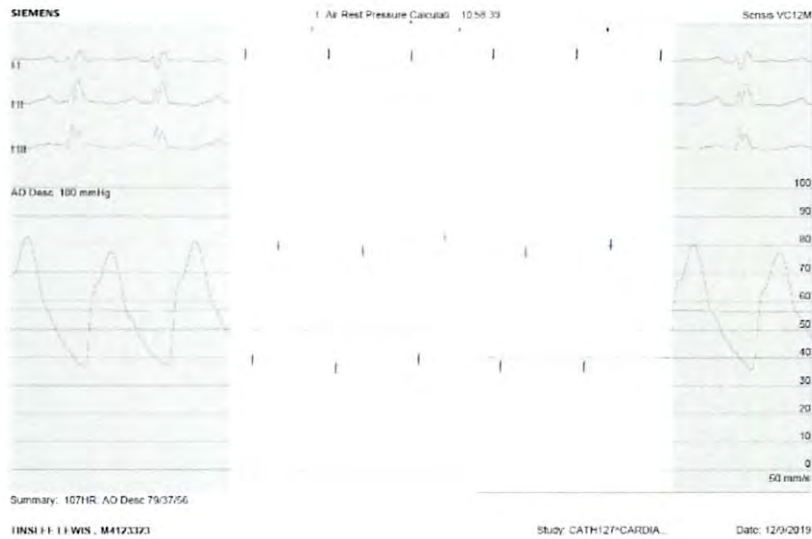 SIEMENS
Air Rest Pressure Calculati 10:58:39
Sensis VC12M
II
III
AO Desc 100 mmHg
100
90
80
70
60
50
40
30
20
10
0
50 mm/s
Summary: 107HR: AO Desc 79/37/56
TINSLEE LEWIS , M4123323
Study: CATH127^CARDIA...
Date: 12/9/2019